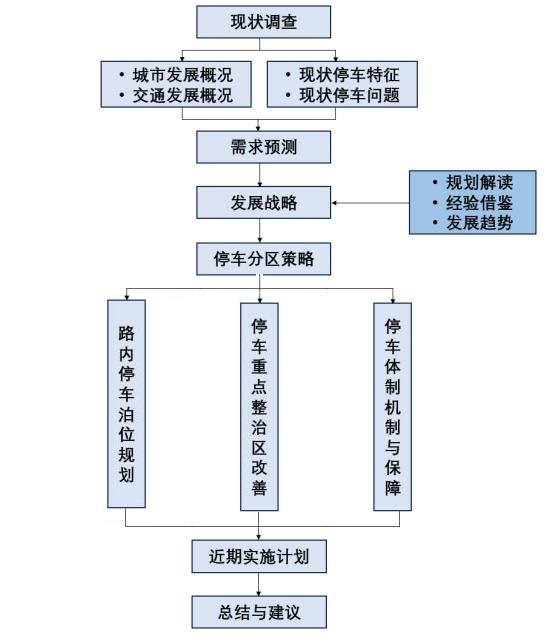 现状调查
• 城市发展概况
• 交通发展概况
• 现状停车特征
• 现状停车问题
需求预测
发展战略
• 规划解读
• 经验借鉴
• 发展趋势
停车分区策略
路内停车泊位规划
停车重点整治区改善
停车体制机制与保障
近期实施计划
总结与建议